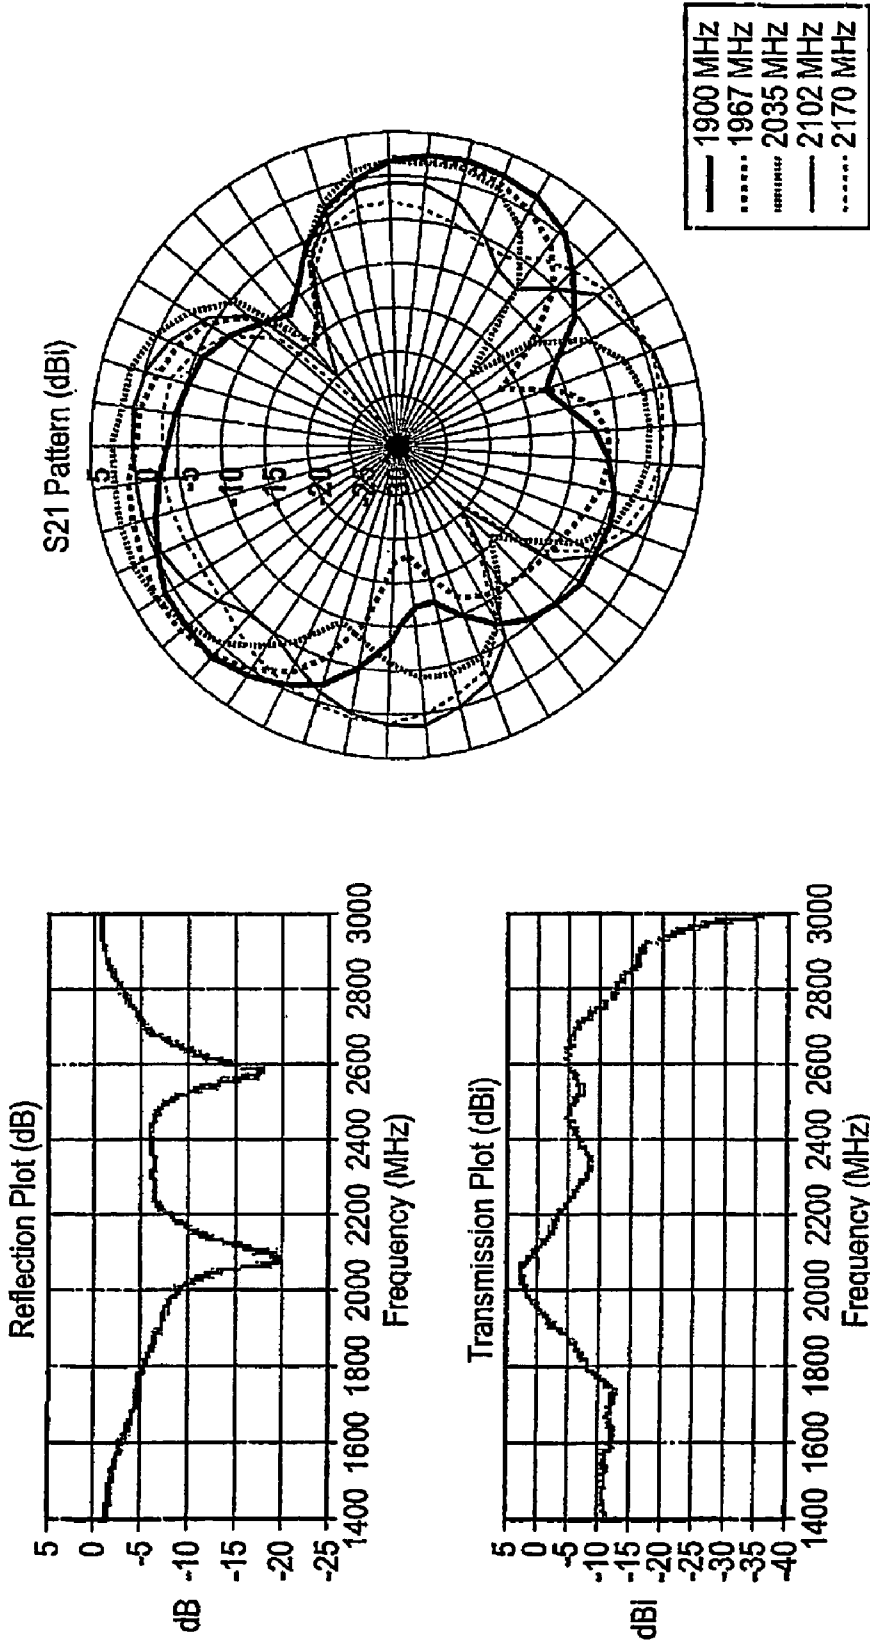 Reflection Plot (dB)
5
0
-5
-10
-15
-20
-25
dB
1400 1600 1800 2000 2200 2400 2600 2800 3000
Frequency (MHz)
Transmission Plot (dBi)
5
0
-5
-10
-15
-20
-25
-30
-35
-40
dBi
1400 1600 1800 2000 2200 2400 2600 2800 3000
Frequency (MHz)
S21 Pattern (dBi)
5
0
-5
-10
-15
-20
1900 MHz
1967 MHz
2035 MHz
2102 MHz
2170 MHz